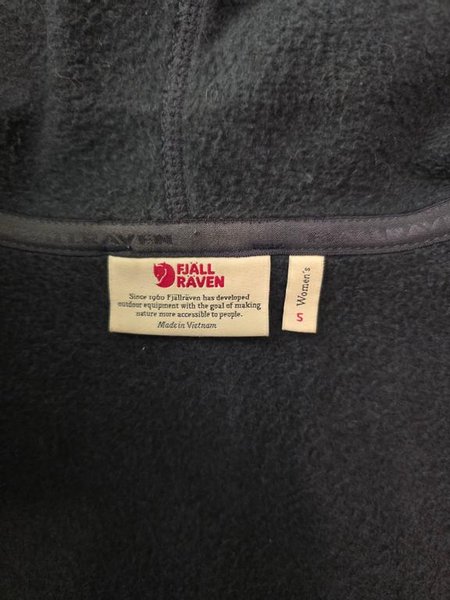 FJÄLL
RÄVEN
Since 1960 Fjällräven has developed
outdoor equipment with the goal of making
nature more accessible to people.
Made in Vietnam
Women's
S